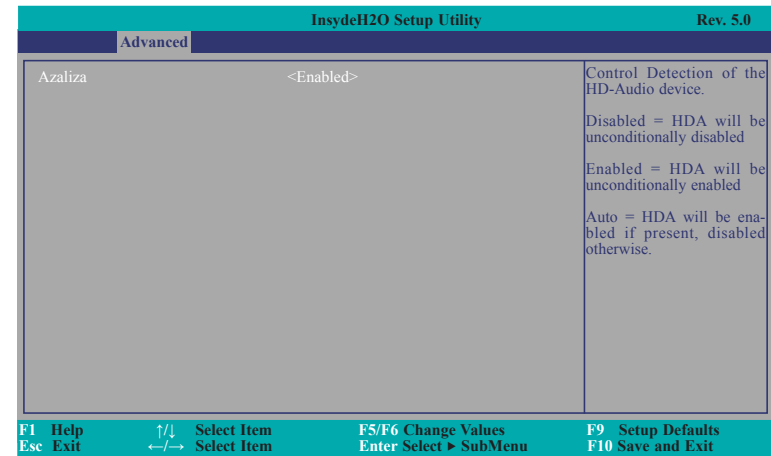 InsydeH2O Setup Utility Rev. 5.0
Advanced
Azaliza <Enabled>
Control Detection of the
HD-Audio device.
Disabled = HDA will be
unconditionally disabled
Enabled = HDA will be
unconditionally enabled
Auto = HDA will be ena-
bled if present, disabled
otherwise.
F1 Help ↑/↓ Select Item F5/F6 Change Values F9 Setup Defaults
Esc Exit ←/→ Select Item Enter Select ► SubMenu F10 Save and Exit